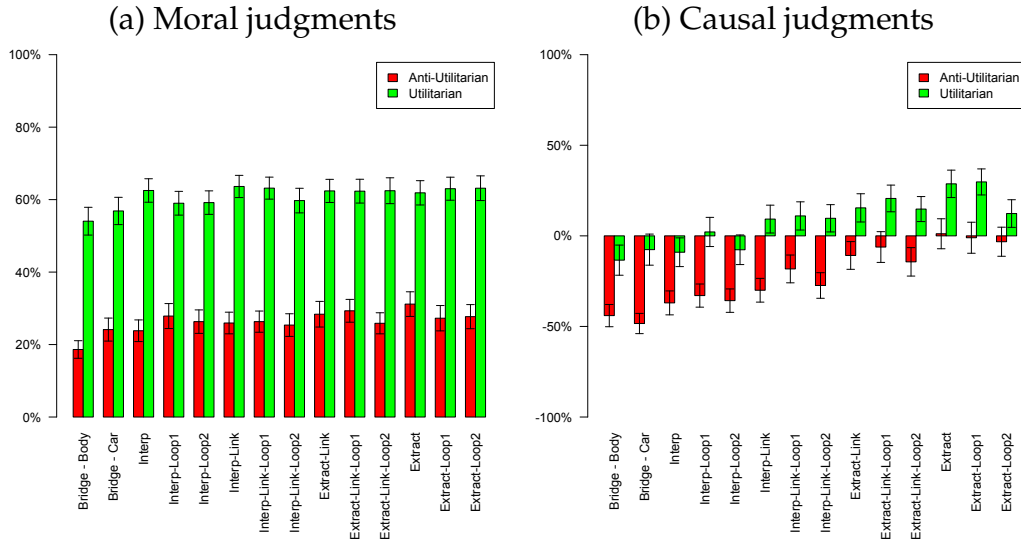 (a) Moral judgments
100%
80%
60%
40%
20%
0%
Anti-Utilitarian
Utilitarian
Bridge - Body
Bridge - Car
Interp
Interp-Loop1
Interp-Loop2
Interp-Link
Interp-Link-Loop1
Interp-Link-Loop2
Extract-Link
Extract-Link-Loop1
Extract-Link-Loop2
Extract
Extract-Loop1
Extract-Loop2
(b) Causal judgments
100%
50%
0%
-50%
-100%
Anti-Utilitarian
Utilitarian
Bridge - Body
Bridge - Car
Interp
Interp-Loop1
Interp-Loop2
Interp-Link
Interp-Link-Loop1
Interp-Link-Loop2
Extract-Link
Extract-Link-Loop1
Extract-Link-Loop2
Extract
Extract-Loop1
Extract-Loop2